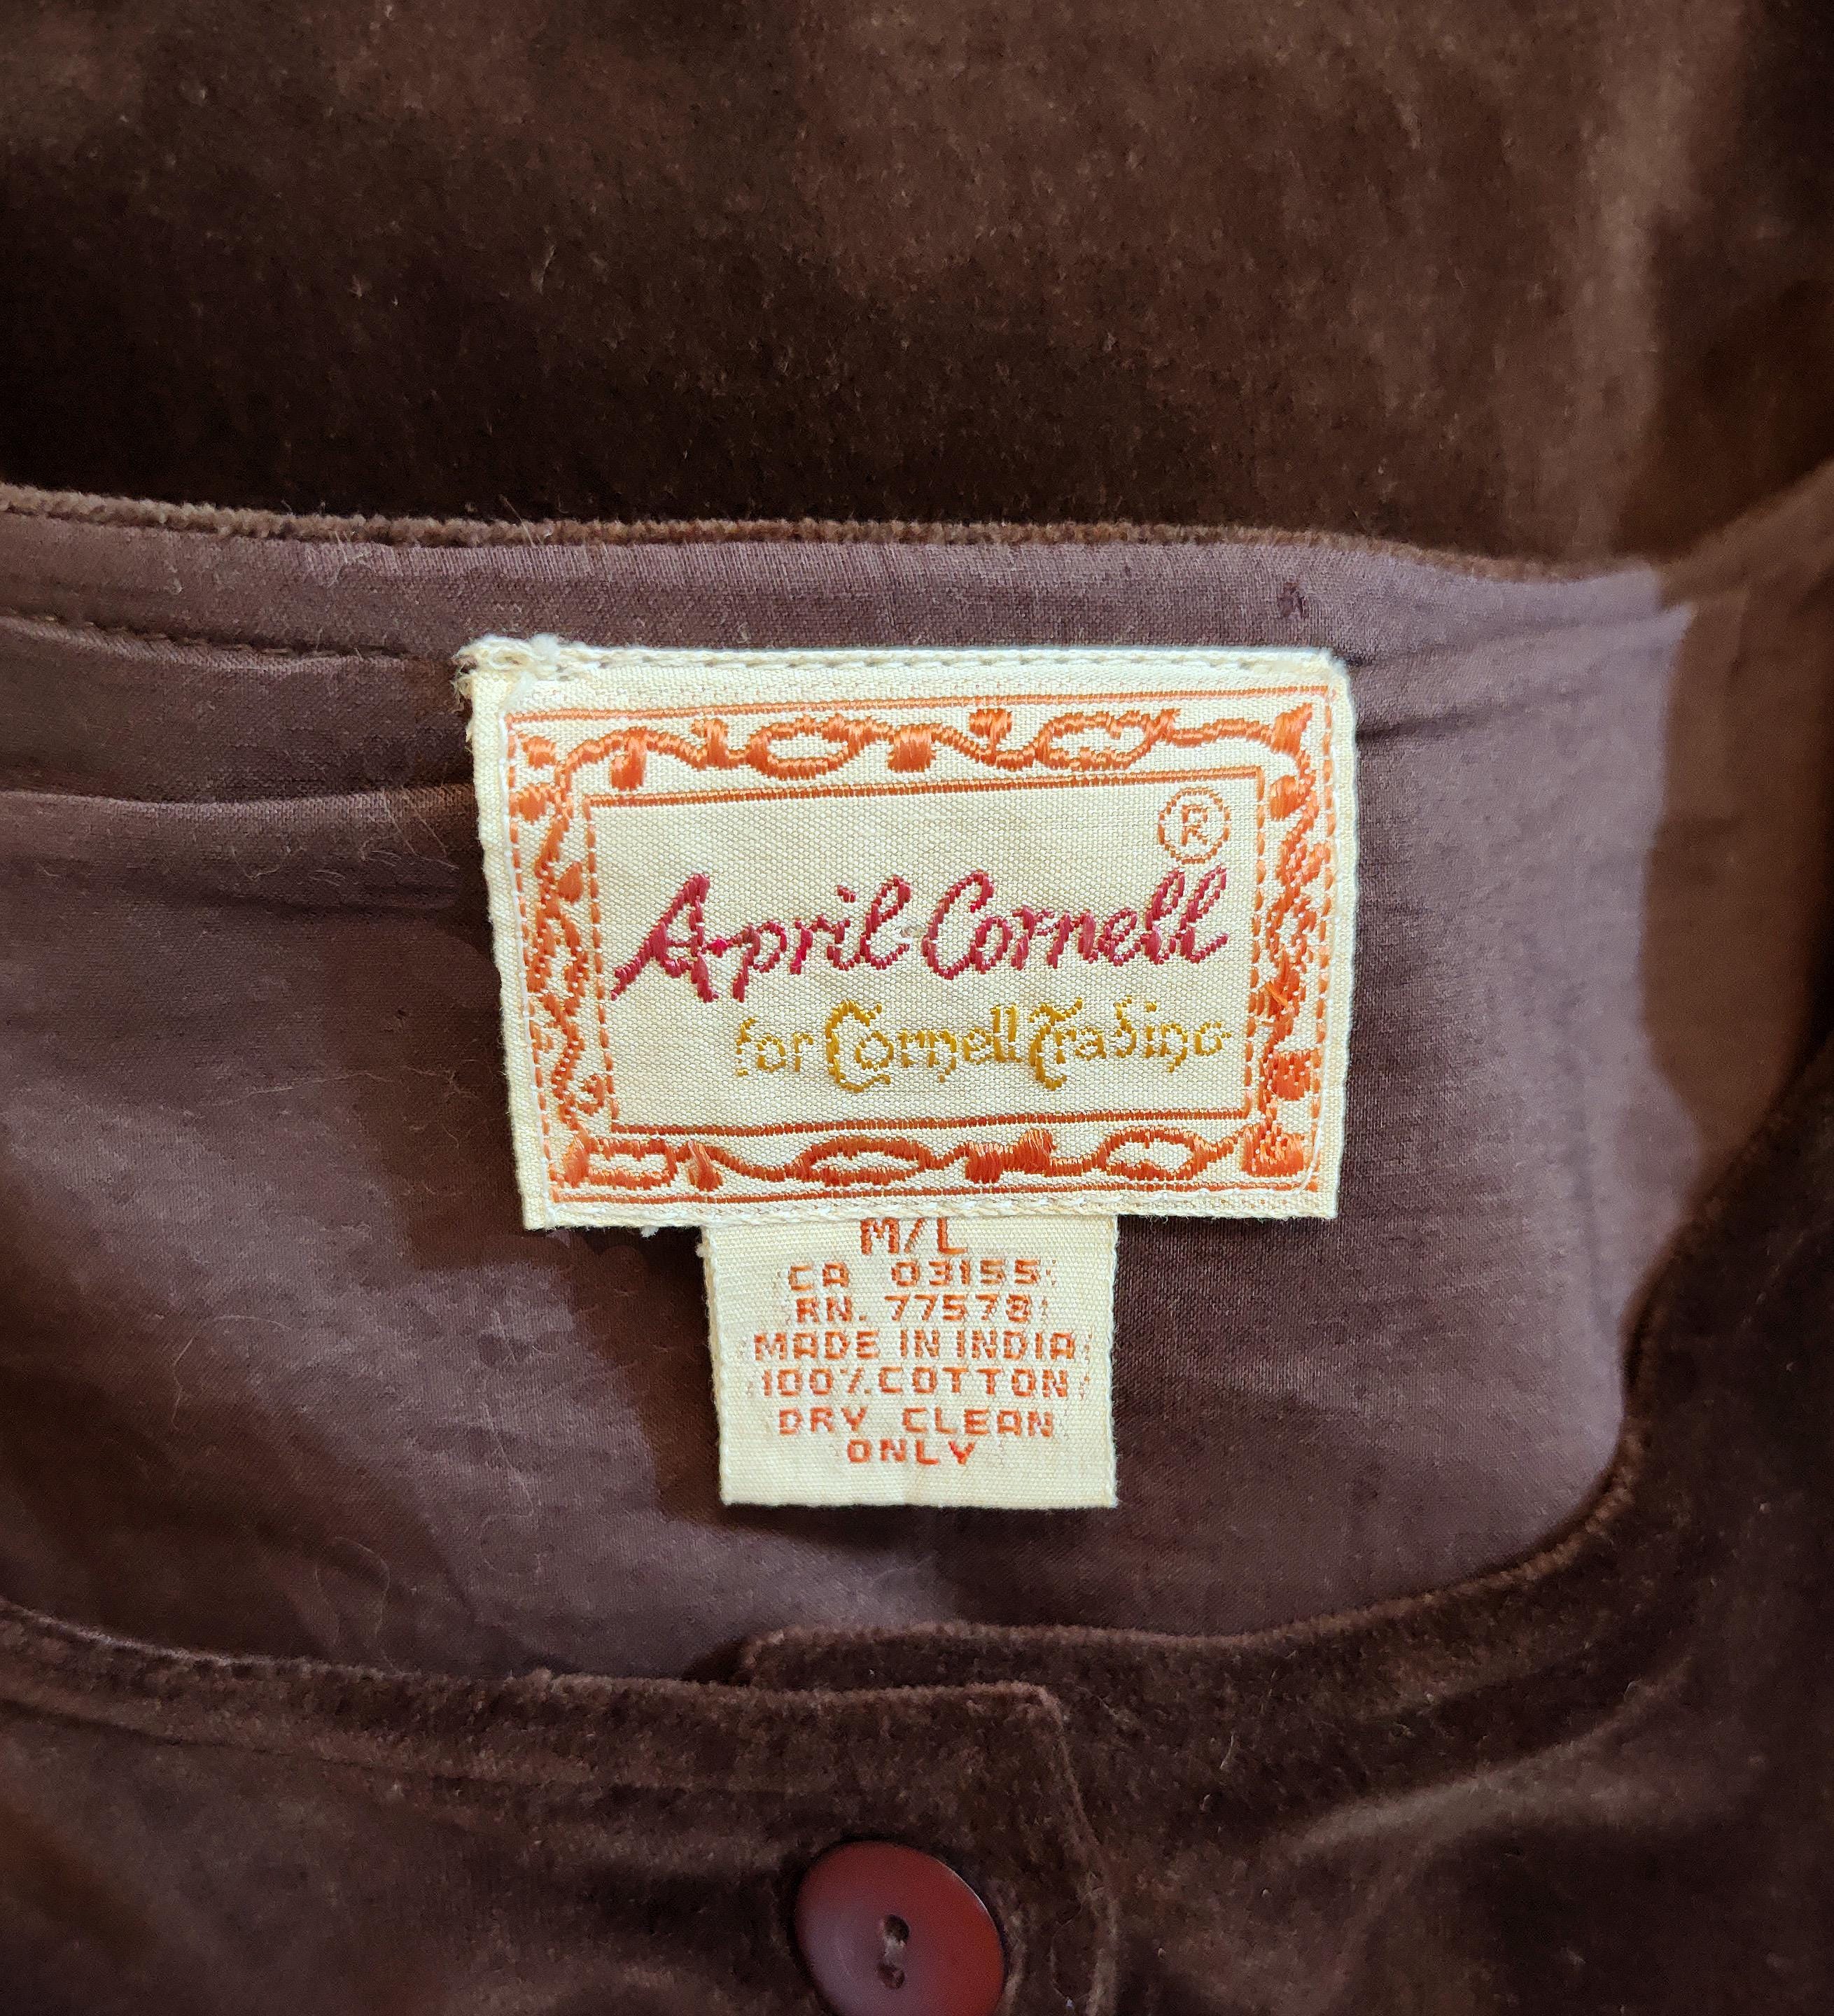 ®
April Cornell
for Cornell Trading
M/L
CA 03155
RN. 77578
MADE IN INDIA
100% COTTON
DRY CLEAN
ONLY